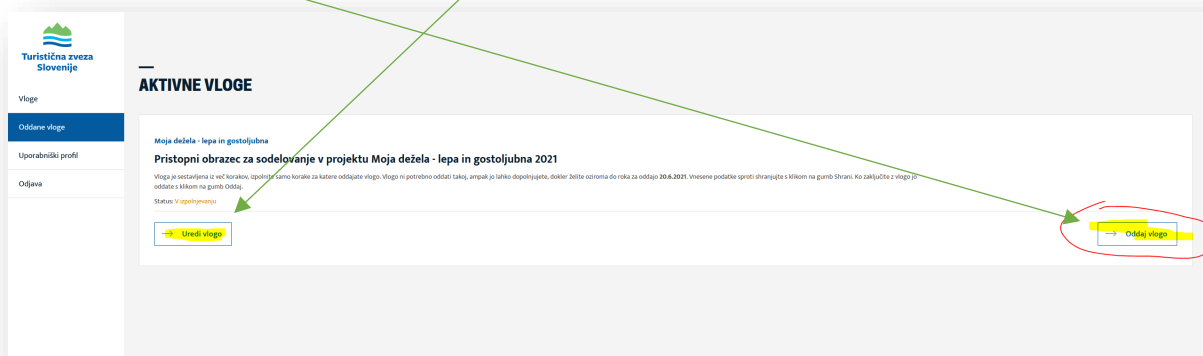 Turistična zveza
Slovenije
Vloge
Oddane vloge
Uporabniški profil
Odjava
AKTIVNE VLOGE
Moja dežela - lepa in gostoljubna
Pristopni obrazec za sodelovanje v projektu Moja dežela - lepa in gostoljubna 2021
Vloga je sestavljena iz več korakov, izpolnite samo korake za katere oddajate vlogo. Vlogo ni potrebno oddati takoj, ampak jo lahko dopolnjujete, dokler želite oziroma do roka za oddajo 20.6.2021. Vnesene podatke sproti shranjujte s klikom na gumb Shrani. Ko zaključite z vlogo jo
oddate s klikom na gumb Oddaj.
Status: V izpolnjevanju
→ Uredi vlogo
→ Oddaj vlogo